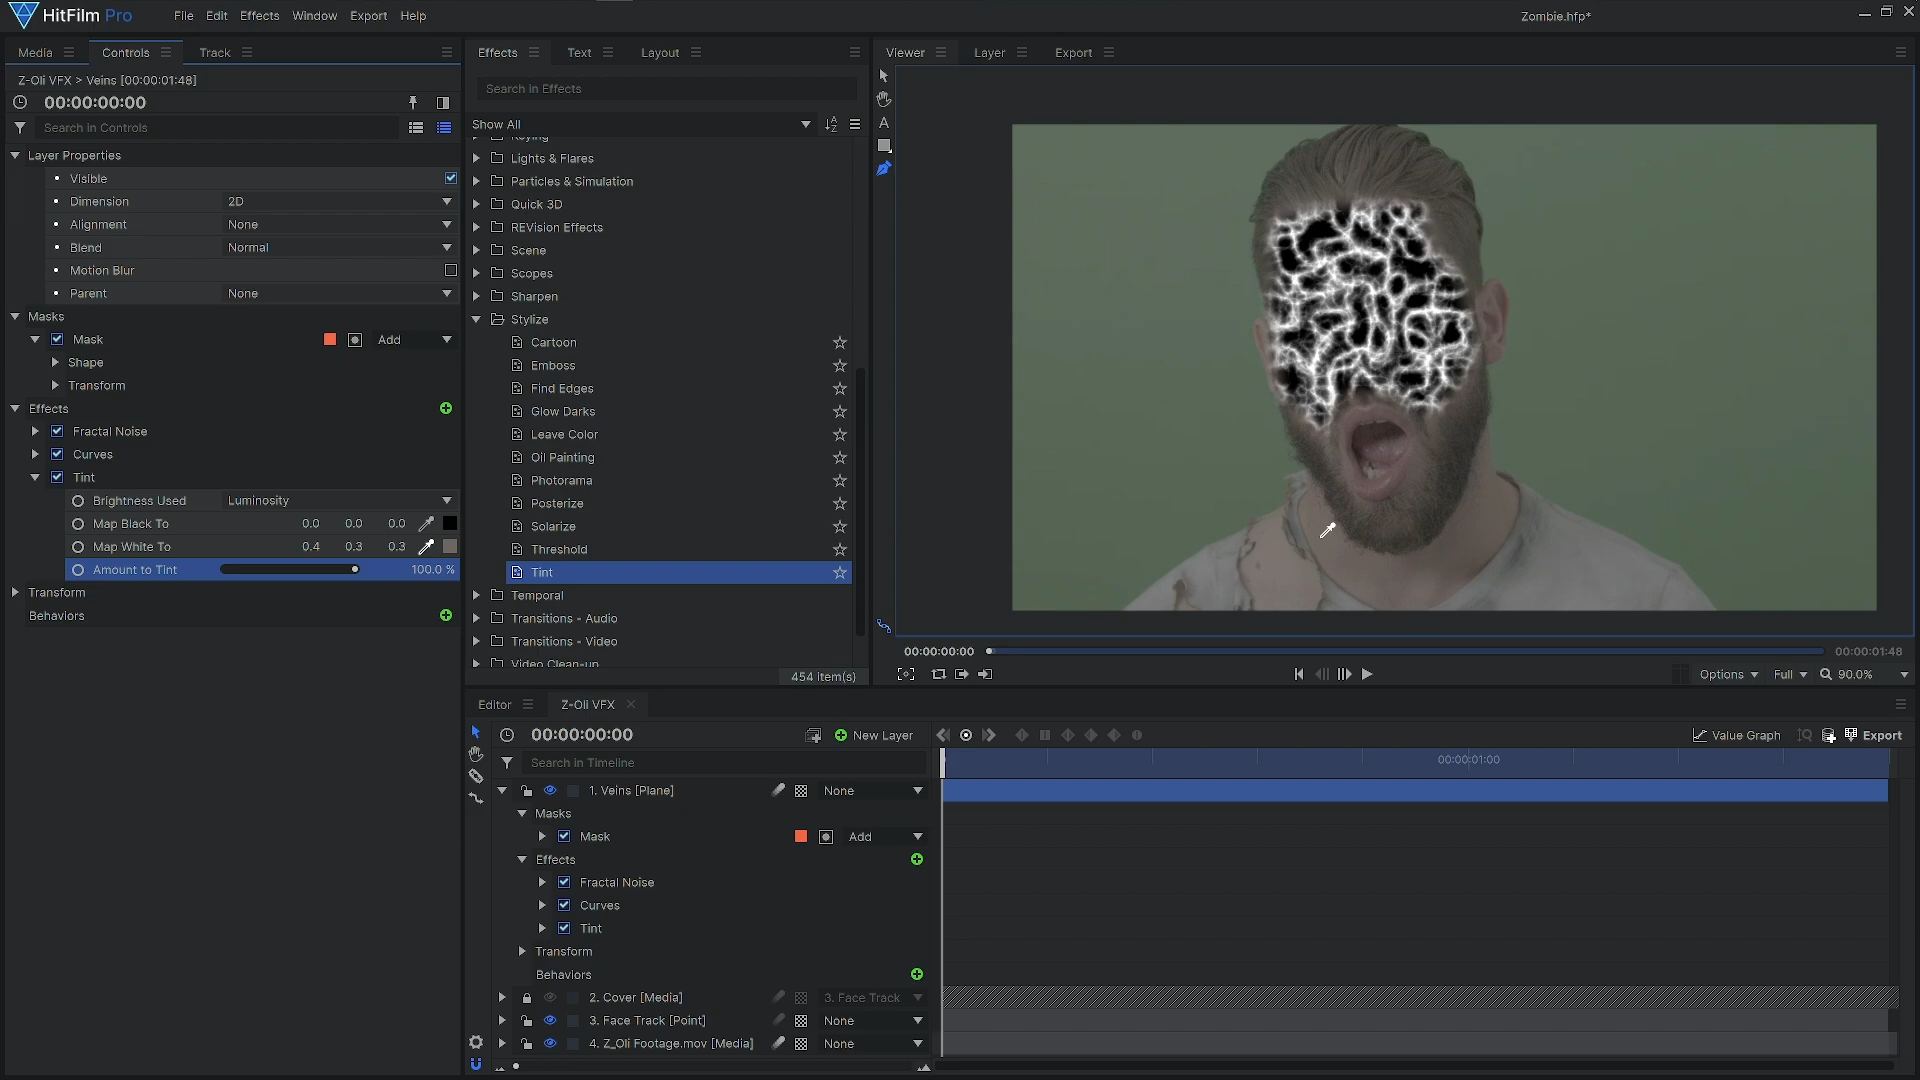 HitFilm Pro
File Edit Effects Window Export Help
Zombie.hfp*
Media
Controls
Track
Z-Oli VFX > Veins [00:00:01:48]
00:00:00:00
Search in Controls
Layer Properties
Visible
Dimension 2D
Alignment None
Blend Normal
Motion Blur
Parent None
Masks
Mask Add
Shape
Transform
Effects
Fractal Noise
Curves
Tint
Brightness Used Luminosity
Map Black To 0.0 0.0 0.0
Map White To 0.4 0.3 0.3
Amount to Tint 100.0 %
Transform
Behaviors
Effects
Text
Layout
Search in Effects
Show All
Keying
Lights & Flares
Particles & Simulation
Quick 3D
REVision Effects
Scene
Scopes
Sharpen
Stylize
Cartoon
Emboss
Find Edges
Glow Darks
Leave Color
Oil Painting
Photorama
Posterize
Solarize
Threshold
Tint
Temporal
Transitions - Audio
Transitions - Video
Video Clean-up
454 item(s)
Viewer
Layer
Export
00:00:00:00
00:00:01:48
Options
Full
90.0%
Editor
Z-Oli VFX
00:00:00:00
New Layer
Value Graph
Export
Search in Timeline
00:00:01:00
1. Veins [Plane] None
Masks
Mask Add
Effects
Fractal Noise
Curves
Tint
Transform
Behaviors
2. Cover [Media] 3. Face Track
3. Face Track [Point] None
4. Z_Oli Footage.mov [Media] None